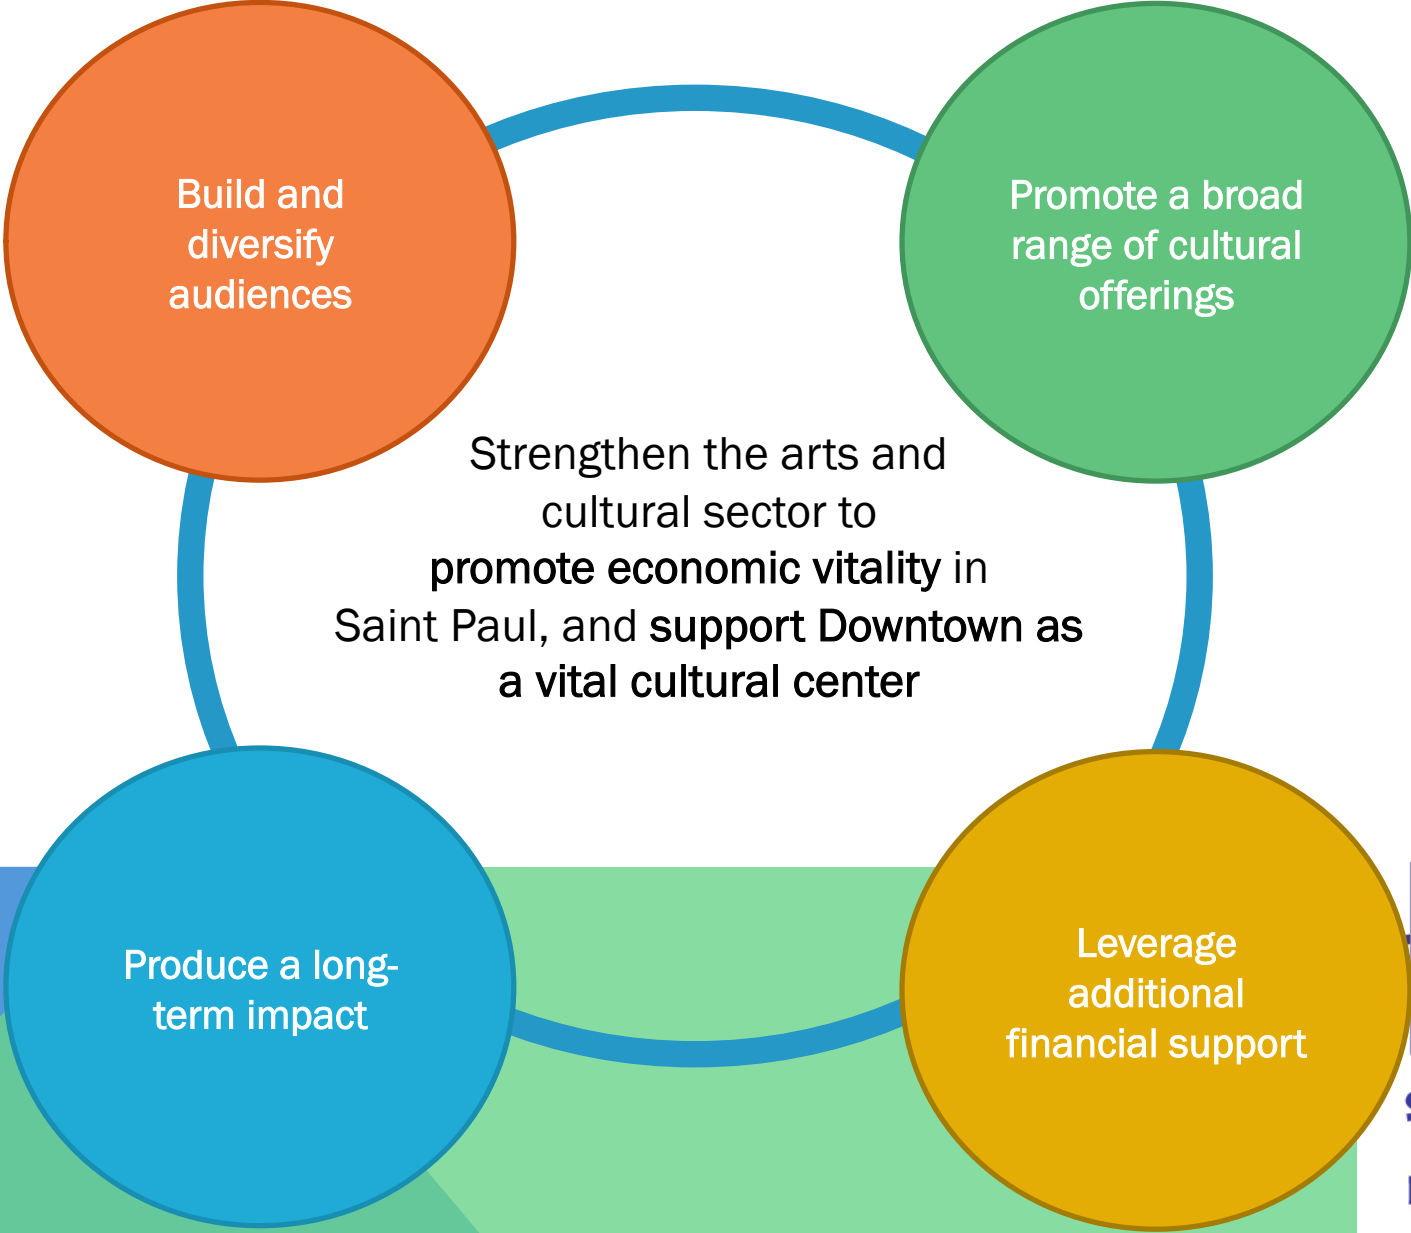 Build and
diversify
audiences
Promote a broad
range of cultural
offerings
Strengthen the arts and
cultural sector to
promote economic vitality in
Saint Paul, and support Downtown as
a vital cultural center
Produce a long-
term impact
Leverage
additional
financial support